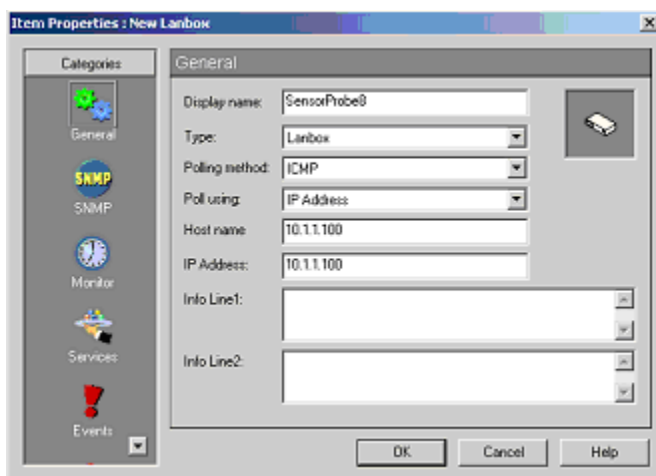 Item Properties : New Lanbox
Categories
General
SNMP
SNMP
Monitor
Services
Events
General
Display name: SensorProbe8
Type: Lanbox
Polling method: ICMP
Poll using: IP Address
Host name 10.1.1.100
IP Address: 10.1.1.100
Info Line1:
Info Line2:
OK Cancel Help